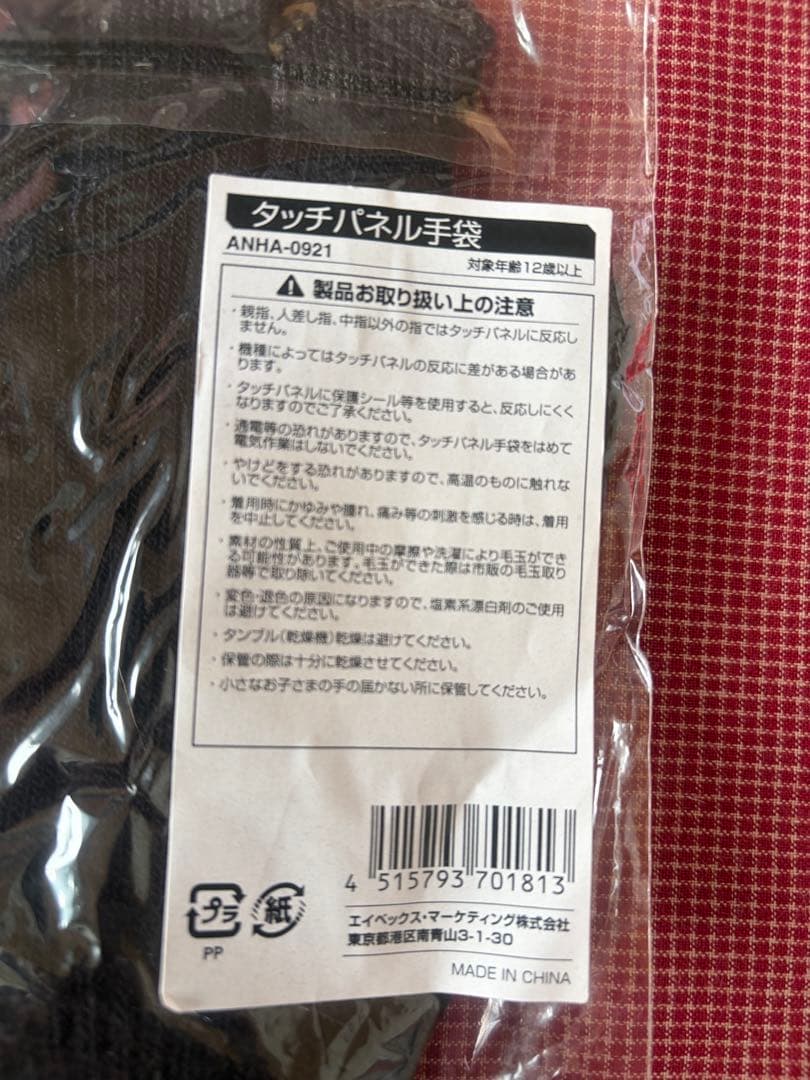 タッチパネル手袋
ANHA-0921
対象年齢12歳以上
製品お取り扱い上の注意
・親指、人差し指、中指以外の指ではタッチパネルに反応し
ません。
・機種によってはタッチパネルの反応に差がある場合があ
ります。
・タッチパネルに保護シール等を使用すると、反応しにくく
なりますのでご了承ください。
・通電等の恐れがありますので、タッチパネル手袋をはめて
電気作業はしないでください。
・やけどをする恐れがありますので、高温のものに触れな
いでください。
・着用時にかゆみや腫れ、痛み等の刺激を感じる時は、着用
を中止してください。
・素材の性質上、ご使用中の摩擦や洗濯により毛玉ができ
る可能性があります。毛玉ができた際は市販の毛玉取り
器等で取り除いてください。
・変色・退色の原因になりますので、塩素系漂白剤のご使用
は避けてください。
・タンブル(乾燥機)乾燥は避けてください。
・保管の際は十分に乾燥させてください。
・小さなお子さまの手の届かない所に保管してください。
4 515793 701813
プラ
紙
PP
エイベックス・マーケティング株式会社
東京都港区南青山3-1-30
MADE IN CHINA